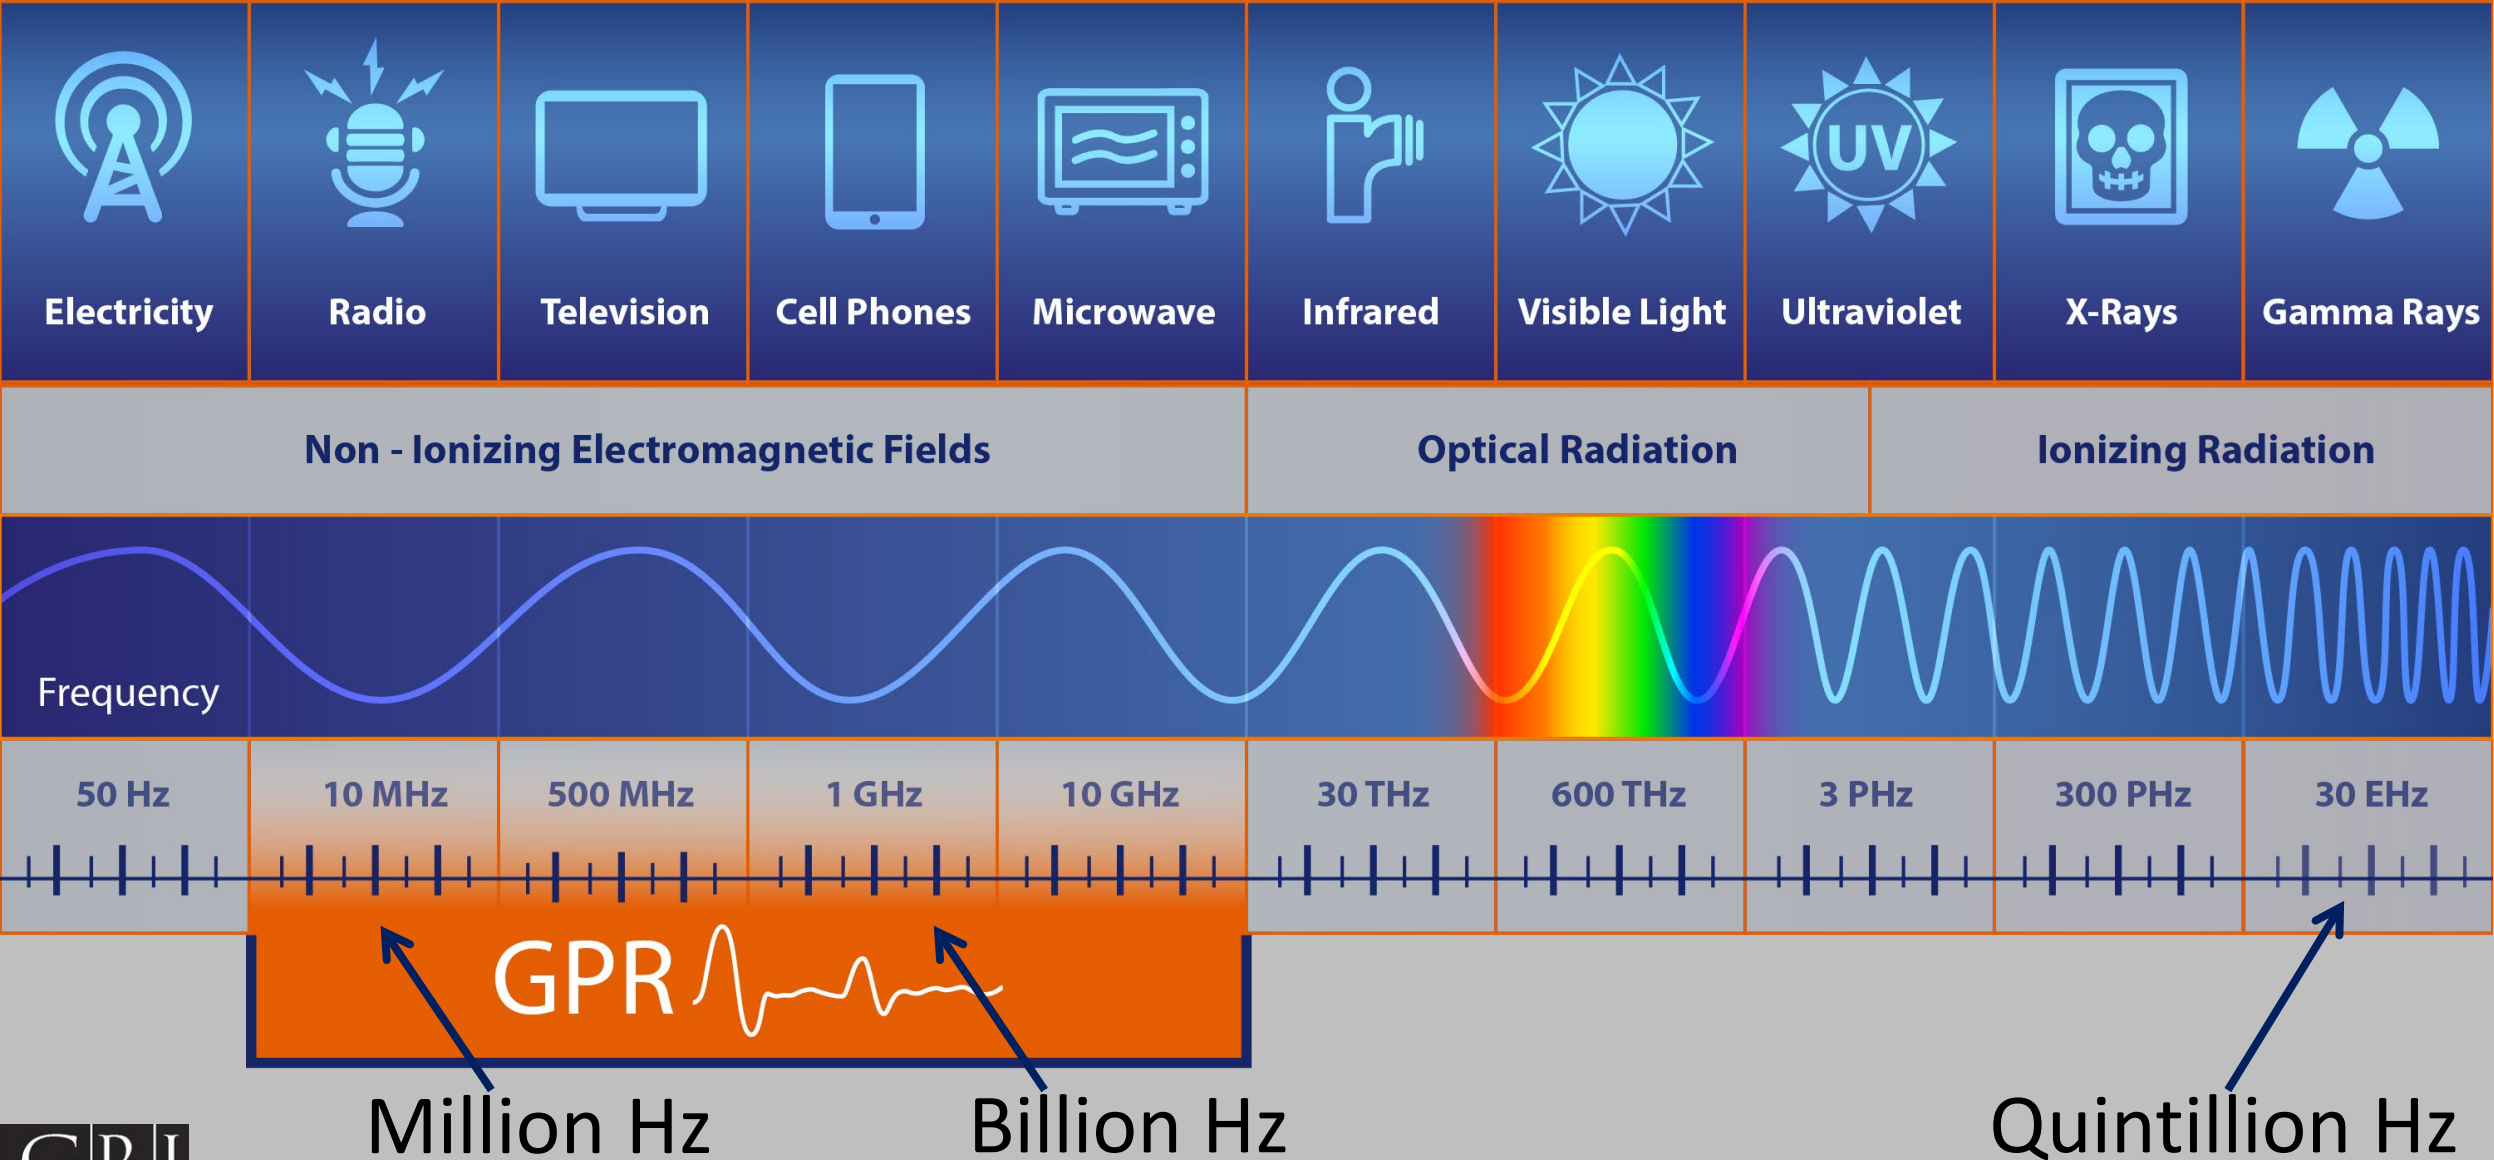 UV
Electricity Radio Television Cell Phones Microwave Infrared Visible Light Ultraviolet X-Rays Gamma Rays
Non - Ionizing Electromagnetic Fields Optical Radiation Ionizing Radiation
Frequency
50 Hz 10 MHz 500 MHz 1 GHz 10 GHz 30 THz 600 THz 3 PHz 300 PHz 30 EHz
GPR
Million Hz Billion Hz Quintillion Hz